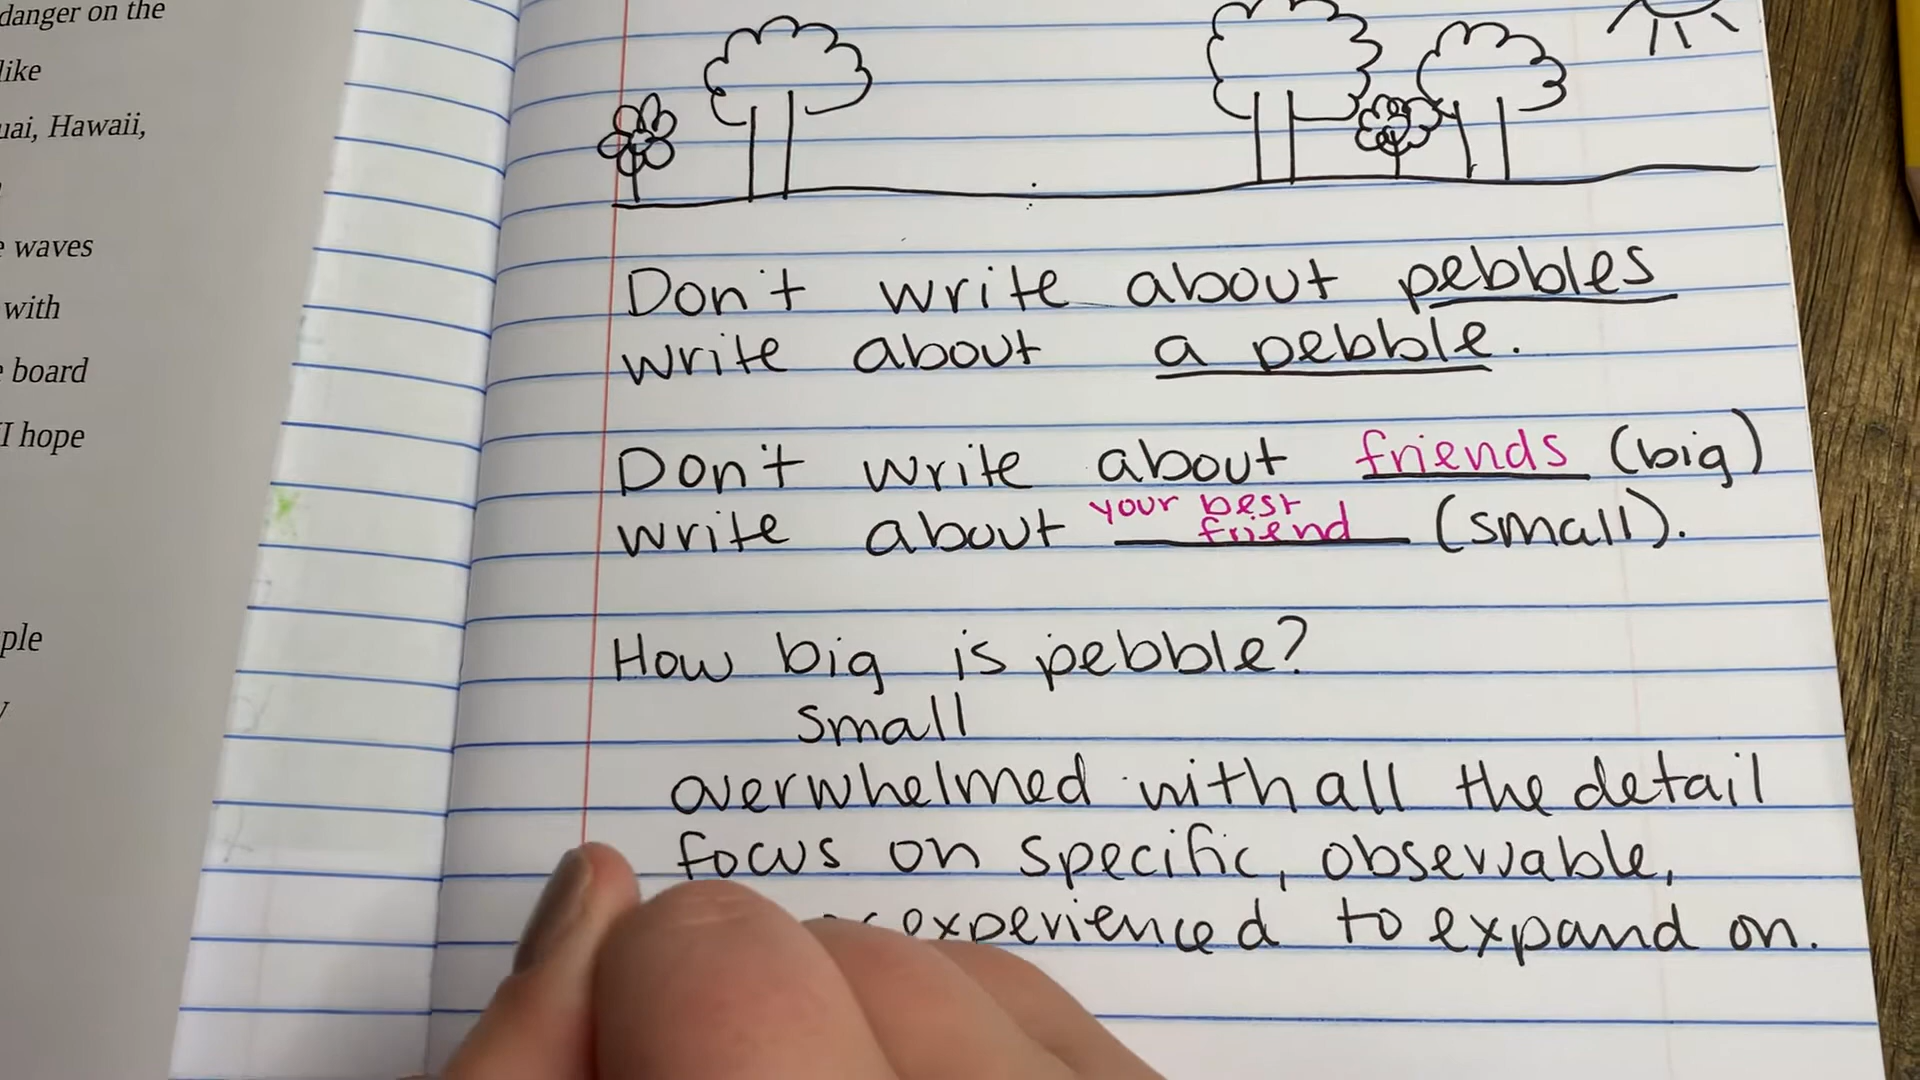 danger on the
like
Hawaii,
waves
with
board
I hope
Don't write about pebbles
write about a pebble.
Don't write about friends (big)
write about your best friend (small).
How big is pebble?
small
overwhelmed with all the detail
focus on specific, observable,
experienced to expand on.